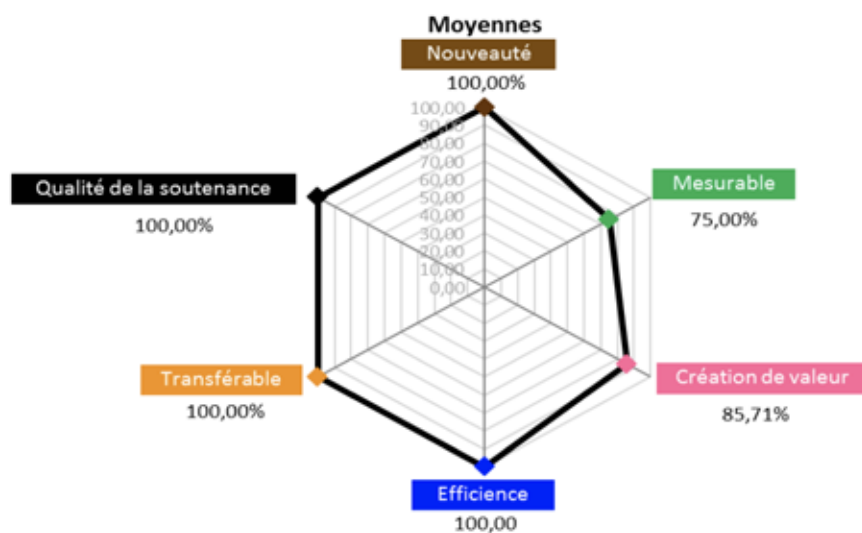 Moyennes
Nouveauté
100,00%
100,00
90,00
80,00
70,00
60,00
50,00
40,00
30,00
20,00
10,00
0,00
Qualité de la soutenance
100,00%
Mesurable
75,00%
Transférable
100,00%
Création de valeur
85,71%
Efficience
100,00